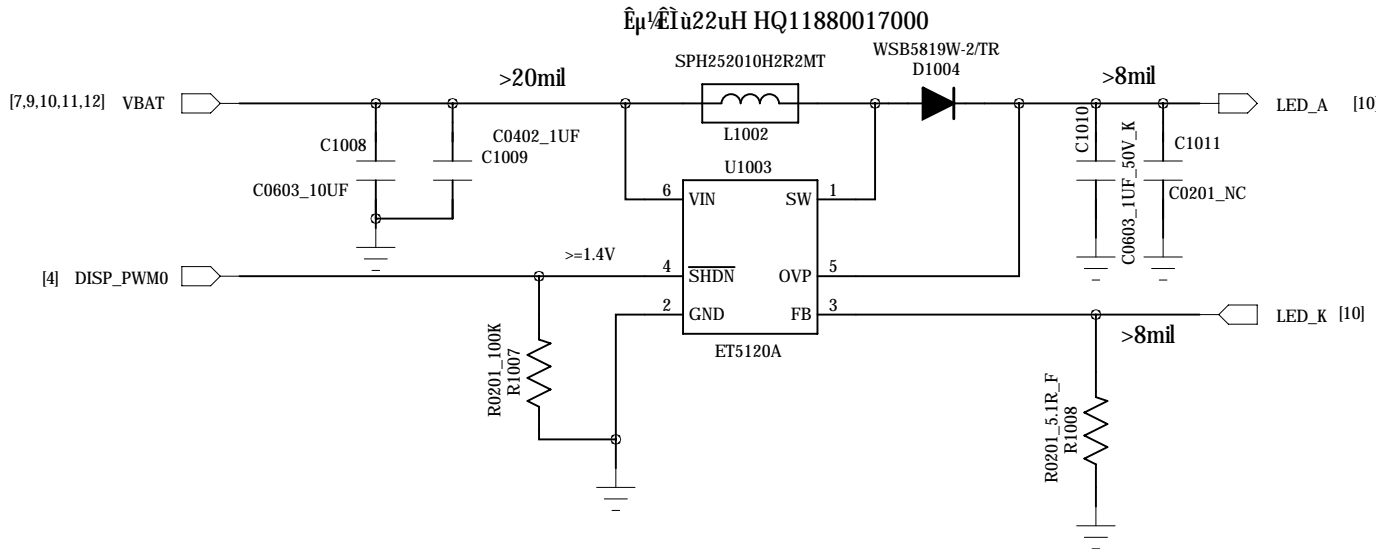 Êµ¼ÊÌù22uH HQ11880017000
SPH252010H2R2MT
WSB5819W-2/TR
D1004
>20mil
>8mil
[7,9,10,11,12] VBAT
LED_A [10]
L1002
C1008
C0402_1UF
C1009
C0603_10UF
U1003
C1010
C0603_1UF_50V_K
C1011
C0201_NC
6 VIN SW 1
>=1.4V
[4] DISP_PWM0
4 SHDN OVP 5
2 GND FB 3
LED_K [10]
>8mil
ET5120A
R0201_100K
R1007
R0201_5.1R_F
R1008